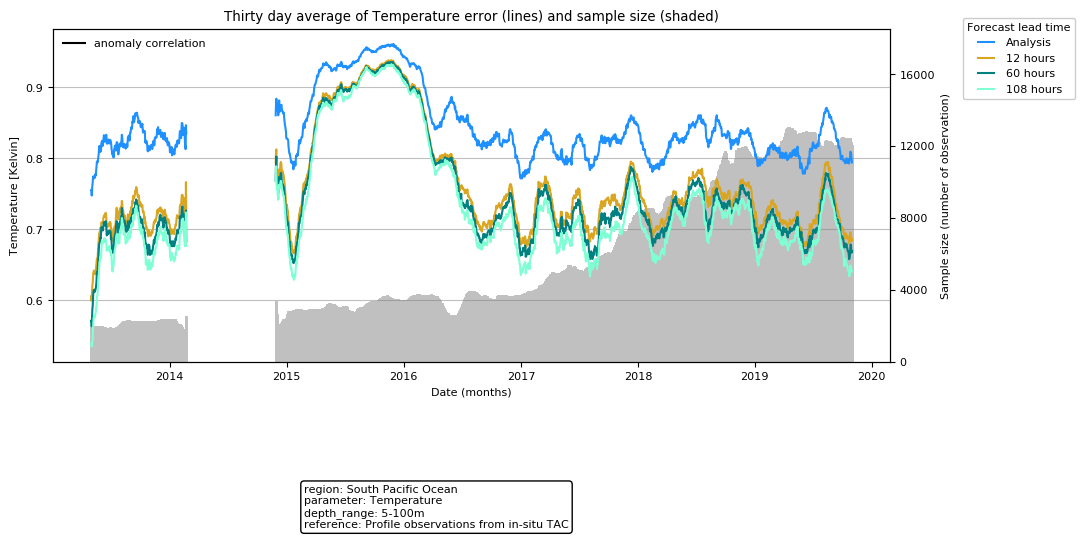 Thirty day average of Temperature error (lines) and sample size (shaded)
anomaly correlation
Forecast lead time
Analysis
12 hours
60 hours
108 hours
Temperature [Kelvin]
0.9
0.8
0.7
0.6
16000
12000
8000
4000
0
Sample size (number of observation)
2014 2015 2016 2017 2018 2019 2020
Date (months)
region: South Pacific Ocean
parameter: Temperature
depth_range: 5-100m
reference: Profile observations from in-situ TAC